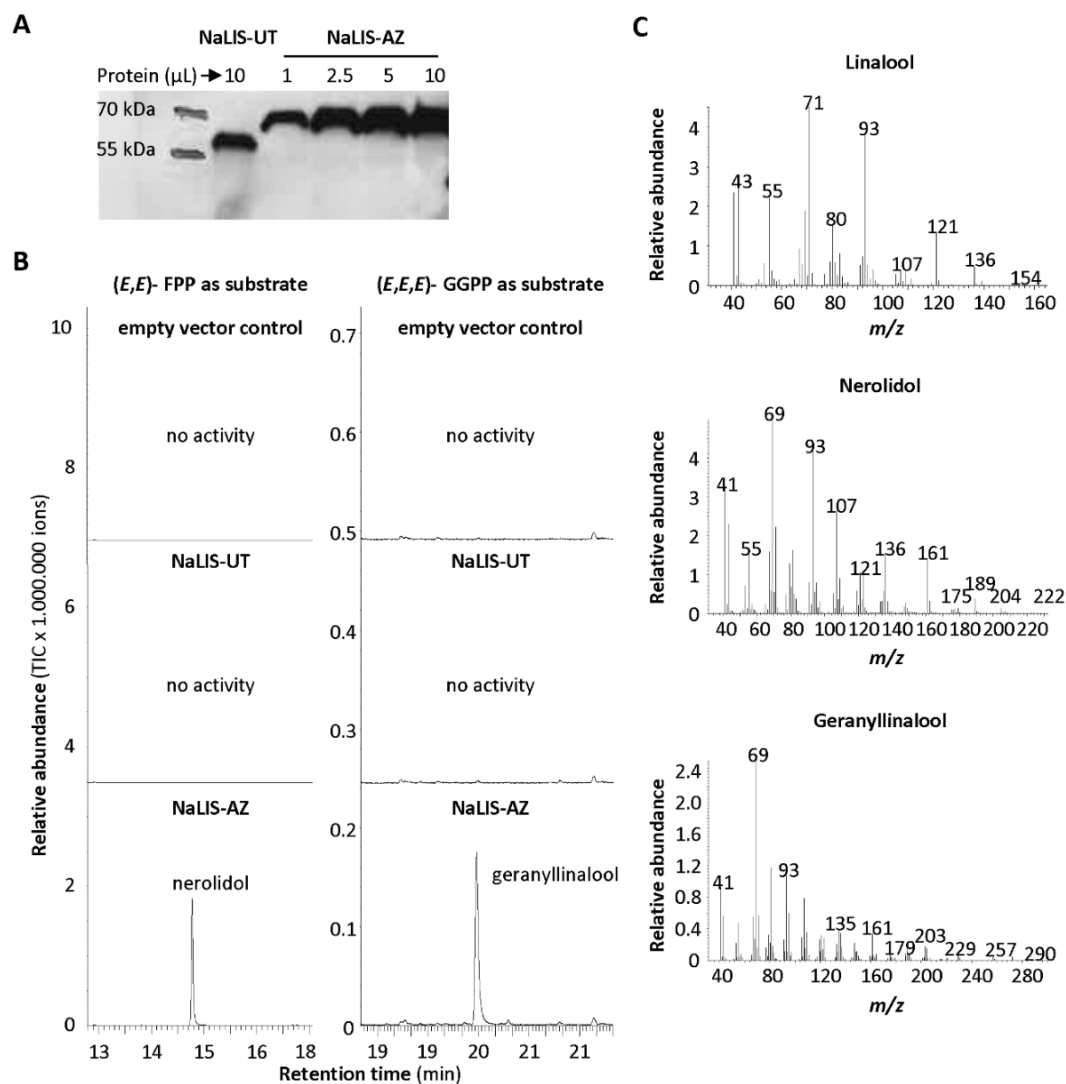 A
NaLIS-UT NaLIS-AZ
Protein (µL) → 10 1 2.5 5 10
70 kDa
55 kDa
B
(E,E)- FPP as substrate
(E,E,E)- GGPP as substrate
Relative abundance (TIC x 1.000.000 ions)
10
8
6
4
2
0
empty vector control
no activity
NaLIS-UT
no activity
NaLIS-AZ
nerolidol
13 14 15 15 16 17 18
0.7
0.6
0.5
0.4
0.3
0.2
0.1
0
empty vector control
no activity
NaLIS-UT
no activity
NaLIS-AZ
geranyllinalool
19 19 20 21 21
Retention time (min)
C
Linalool
Relative abundance
4
3
2
1
0
43 55 71 80 93 107 121 136 154
40 60 80 100 120 140 162
m/z
Nerolidol
Relative abundance
4
3
2
1
0
41 55 69 93 107 121 136 161 175 189 204 222
40 60 80 100 120 140 160 180 200 220
m/z
Geranyllinalool
Relative abundance
2.4
2.0
1.6
1.2
0.8
0.4
0
41 69 93 135 161 179 203 229 257 290
40 80 120 160 200 240 280
m/z